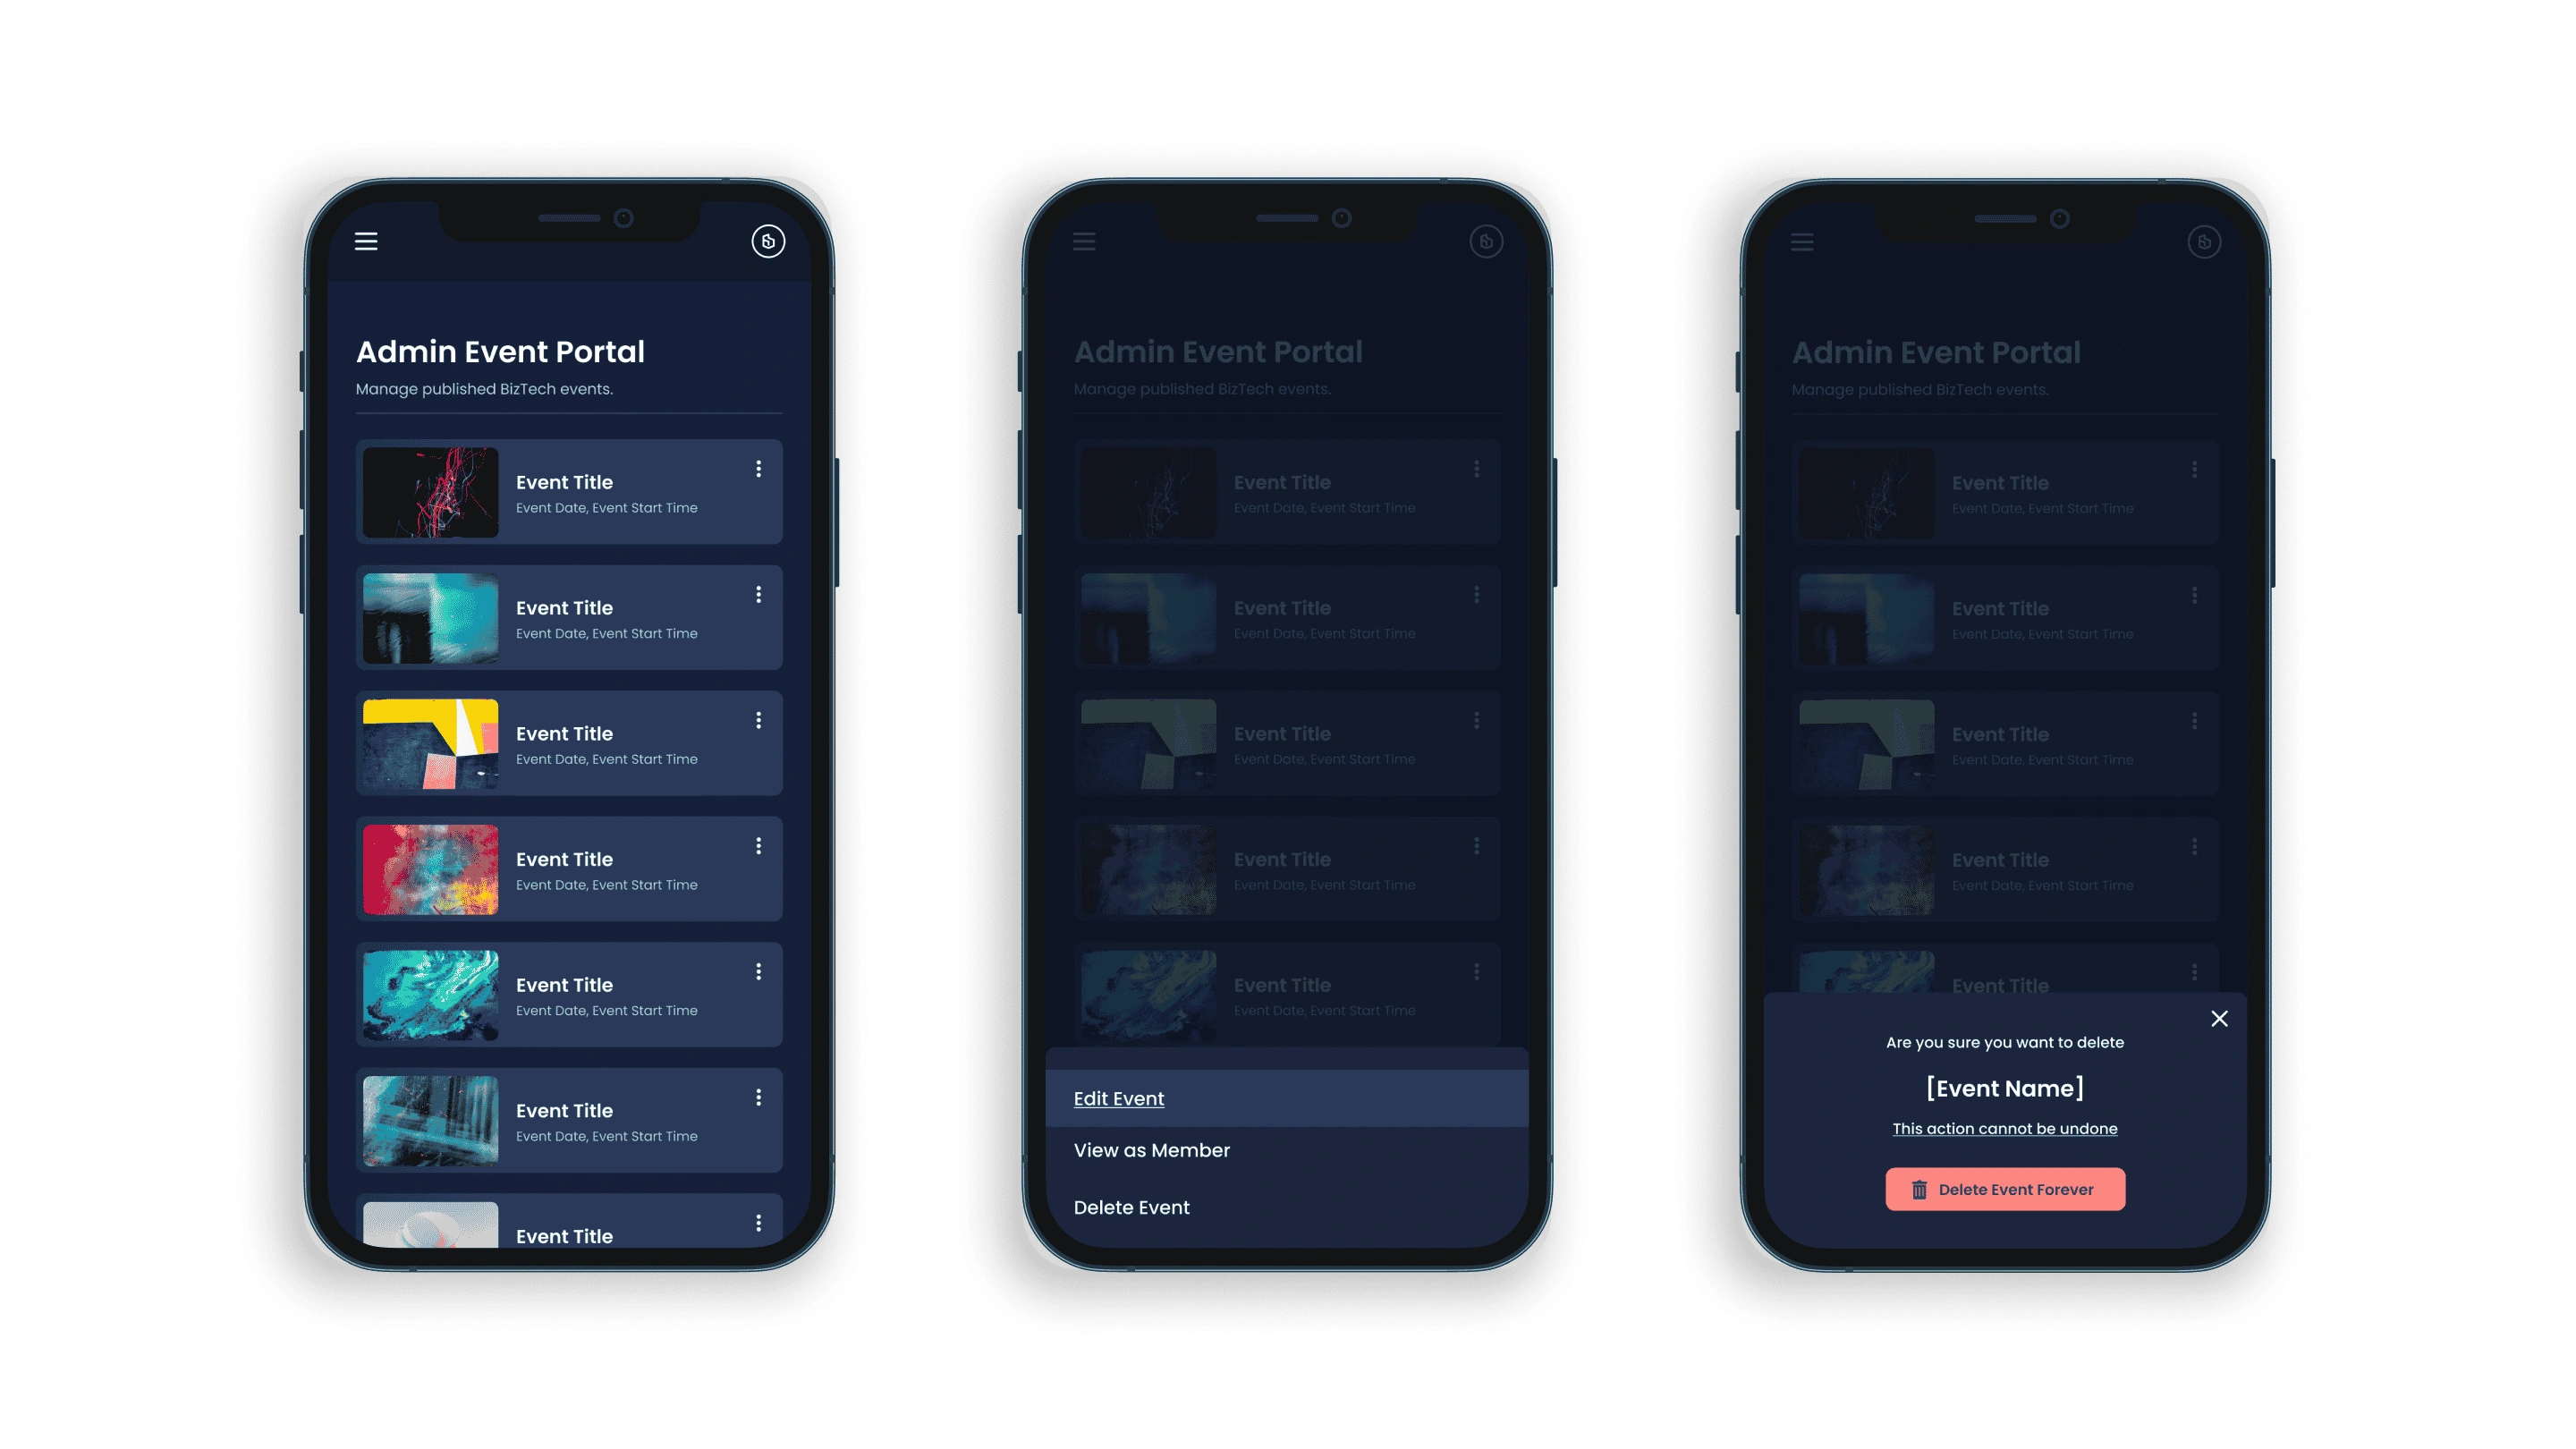 Admin Event Portal
Manage published BizTech events.
Event Title
Event Date, Event Start Time
Event Title
Event Date, Event Start Time
Event Title
Event Date, Event Start Time
Event Title
Event Date, Event Start Time
Event Title
Event Date, Event Start Time
Event Title
Event Date, Event Start Time
Event Title
Admin Event Portal
Manage published BizTech events.
Event Title
Event Date, Event Start Time
Event Title
Event Date, Event Start Time
Event Title
Event Date, Event Start Time
Event Title
Event Date, Event Start Time
Event Title
Event Date, Event Start Time
Edit Event
View as Member
Delete Event
Admin Event Portal
Manage published BizTech events.
Event Title
Event Date, Event Start Time
Event Title
Event Date, Event Start Time
Event Title
Event Date, Event Start Time
Event Title
Event Date, Event Start Time
Event Title
Are you sure you want to delete
[Event Name]
This action cannot be undone
Delete Event Forever